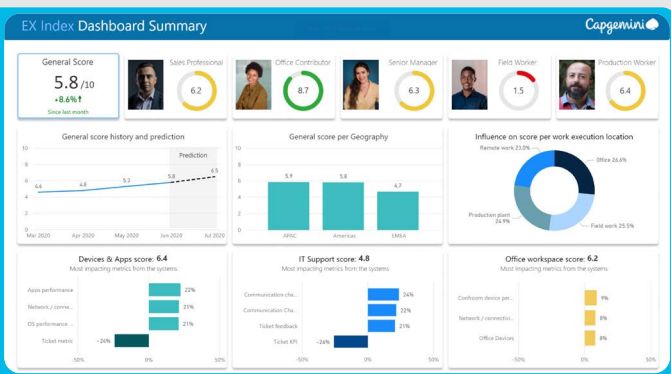 EX Index Dashboard Summary
Capgemini
General Score
5.8 /10
+8.6%↑
Since last month
Sales Professional
6.2
Office Contributor
8.7
Senior Manager
6.3
Field Worker
1.5
Production Worker
6.4
General score history and prediction
10
8
6
4
2
0
Prediction
4.6
4.8
5.3
5.8
6.5
Mar 2020 Apr 2020 May 2020 Jun 2020 Jul 2020
General score per Geography
10
8
6
4
2
0
5.9
5.8
4.7
APAC Americas EMEA
Influence on score per work execution location
Remote work 23.0%
Office 26.6%
Production plant
24.9%
Field work 25.5%
Devices & Apps score: 6.4
Most impacting metrics from the systems
Apps performance 22%
Network / conne... 21%
OS performance ... 21%
Ticket metric -24%
-50% 0% 50%
IT Support score: 4.8
Most impacting metrics from the systems
Communication cha... 24%
Communication Cha... 22%
Ticket feedback 21%
Ticket KPI -24%
-50% 0% 50%
Office workspace score: 6.2
Most impacting metrics from the systems
Confroom device per... 9%
Network / connectio... 8%
Office Devices 8%
-50% 0% 50%